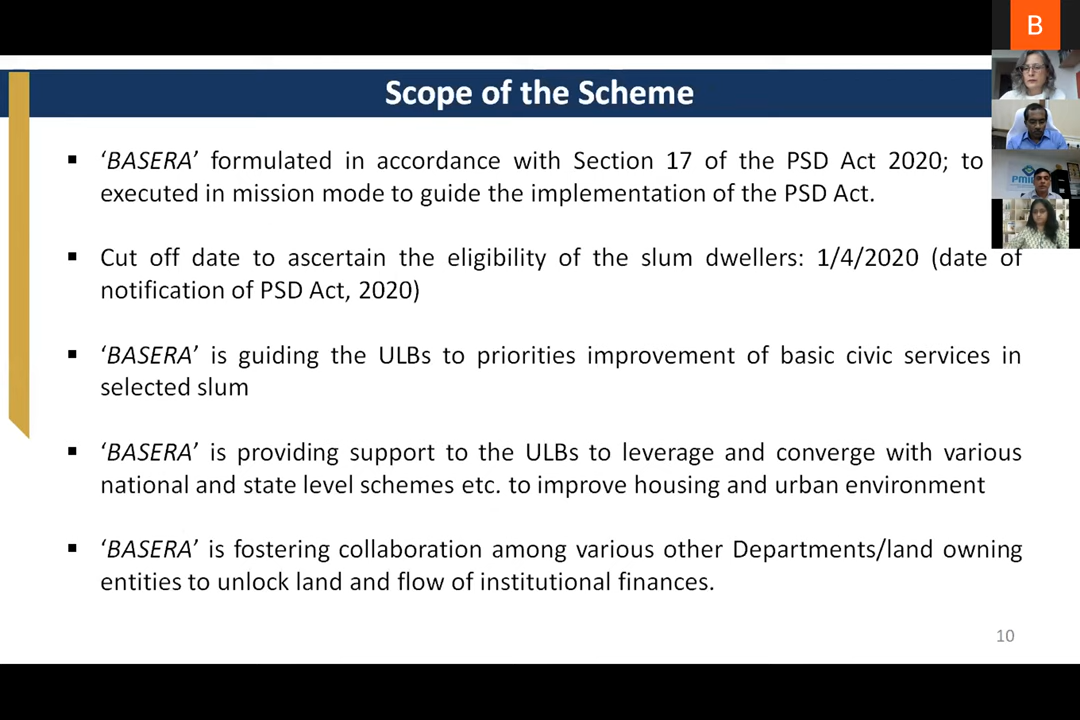 B
Scope of the Scheme
▪ ‘BASERA’ formulated in accordance with Section 17 of the PSD Act 2020; to
executed in mission mode to guide the implementation of the PSD Act.
▪ Cut off date to ascertain the eligibility of the slum dwellers: 1/4/2020 (date of
notification of PSD Act, 2020)
▪ ‘BASERA’ is guiding the ULBs to priorities improvement of basic civic services in
selected slum
▪ ‘BASERA’ is providing support to the ULBs to leverage and converge with various
national and state level schemes etc. to improve housing and urban environment
▪ ‘BASERA’ is fostering collaboration among various other Departments/land owning
entities to unlock land and flow of institutional finances.
10